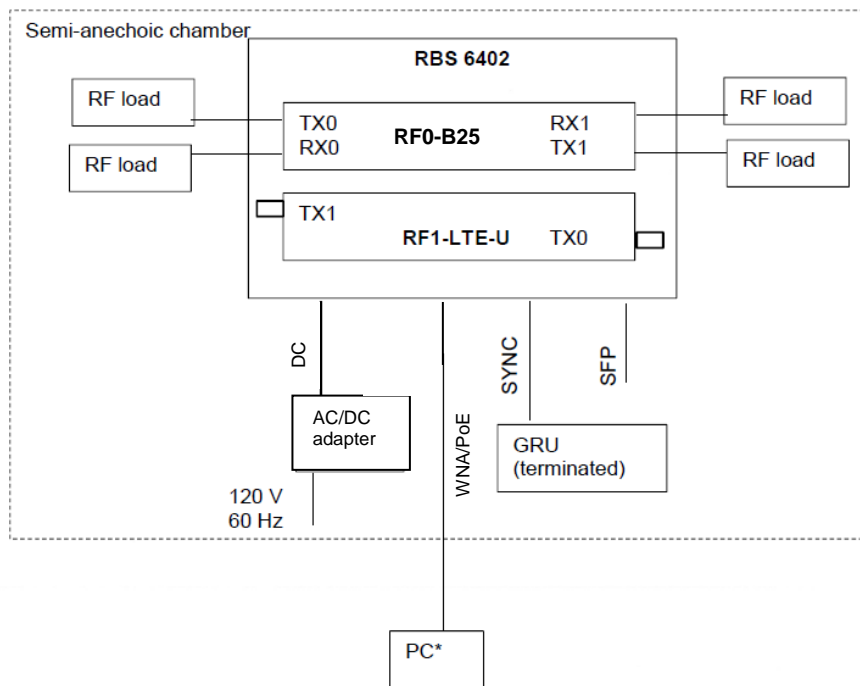 Semi-anechoic chamber
RBS 6402
RF load
RF load
TX0
RX0
RF0-B25
RX1
TX1
RF load
RF load
TX1
RF1-LTE-U
TX0
DC
WNA/PoE
SYNC
SFP
AC/DC
adapter
GRU
(terminated)
120 V
60 Hz
PC*